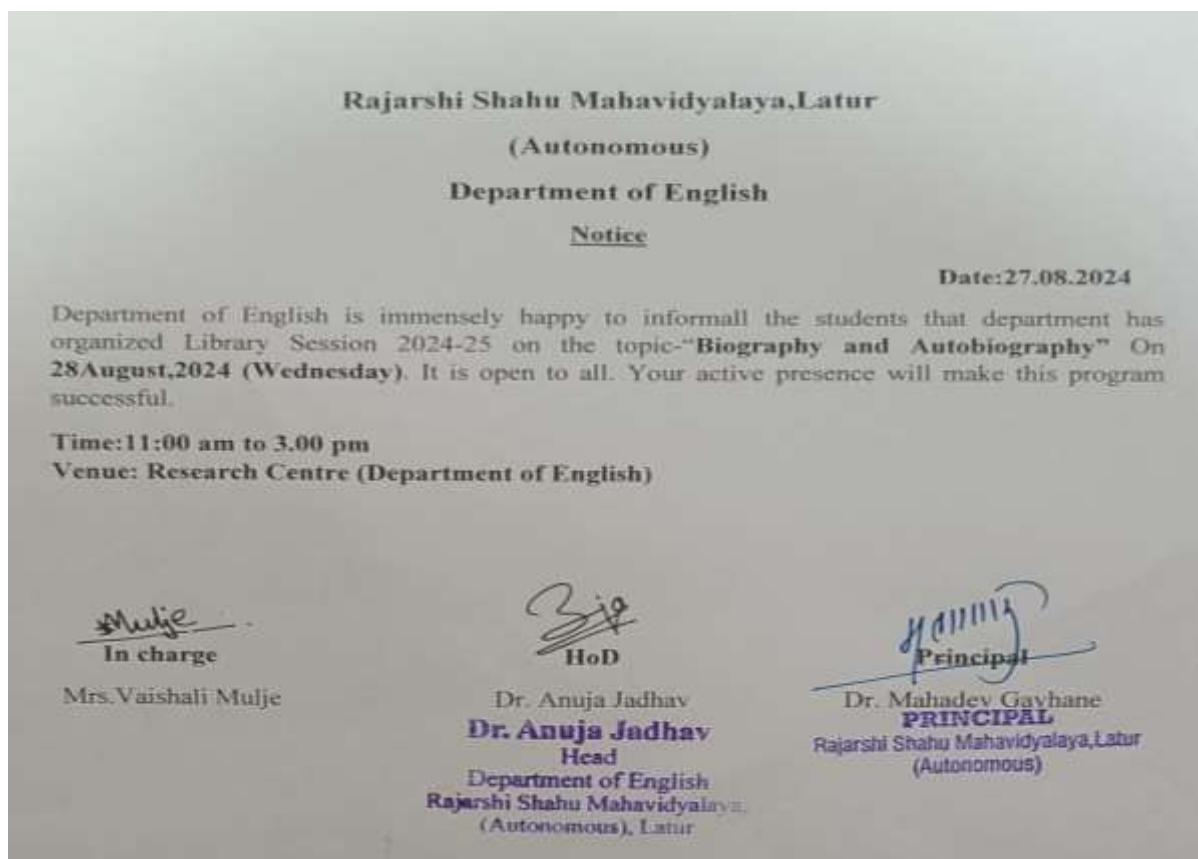 Rajarshi Shahu Mahavidyalaya,Latur
(Autonomous)
Department of English
Notice
Date:27.08.2024
Department of English is immensely happy to informall the students that department has
organized Library Session 2024-25 on the topic-“Biography and Autobiography” On
28August,2024 (Wednesday). It is open to all. Your active presence will make this program
successful.
Time:11:00 am to 3.00 pm
Venue: Research Centre (Department of English)
Mulje
In charge
Mrs.Vaishali Mulje
HoD
Dr. Anuja Jadhav
Dr. Anuja Jadhav
Head
Department of English
Rajarshi Shahu Mahavidyalaya,
(Autonomous), Latur
Principal
Dr. Mahadev Gavhane
PRINCIPAL
Rajarshi Shahu Mahavidyalaya,Latur
(Autonomous)